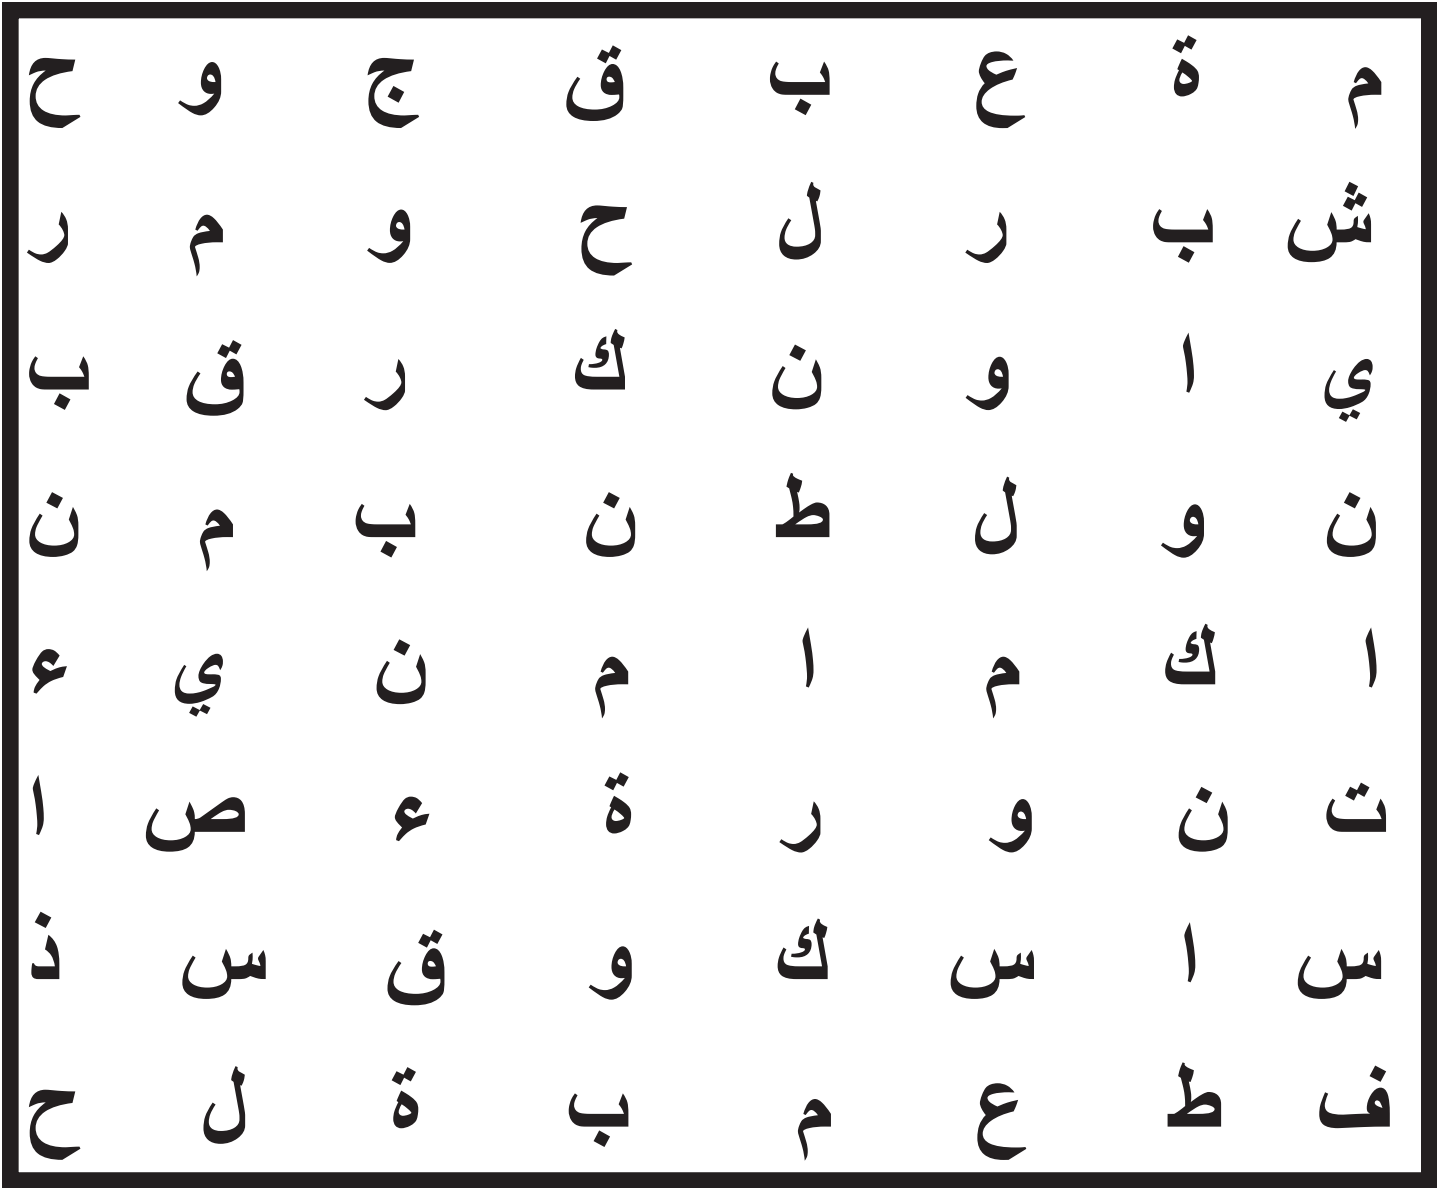 م ة ع ب ق ج و ح
ش ب ر ل ح و م ر
ي ا و ن ك ر ق ب
ن و ل ط ن ب م ن
ا ك م ا م ن ي ء
ت ن و ر ة ء ص ا
س ا س ك و ق س ذ
ف ط ع م ب ة ل ح